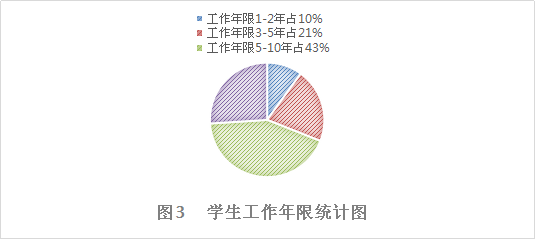 工作年限1-2年占10%
工作年限3-5年占21%
工作年限5-10年占43%
图3 学生工作年限统计图